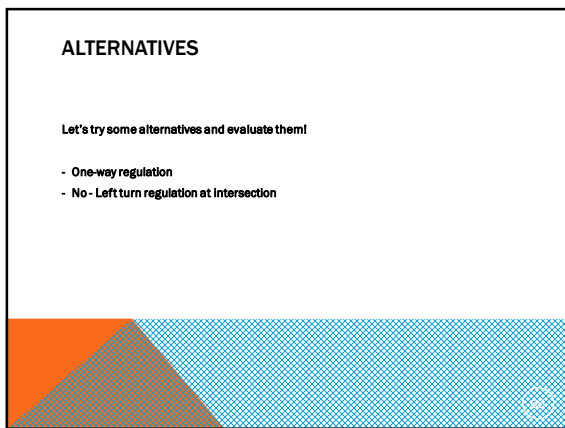 ALTERNATIVES
Let's try some alternatives and evaluate them!
- One-way regulation
- No - Left turn regulation at intersection